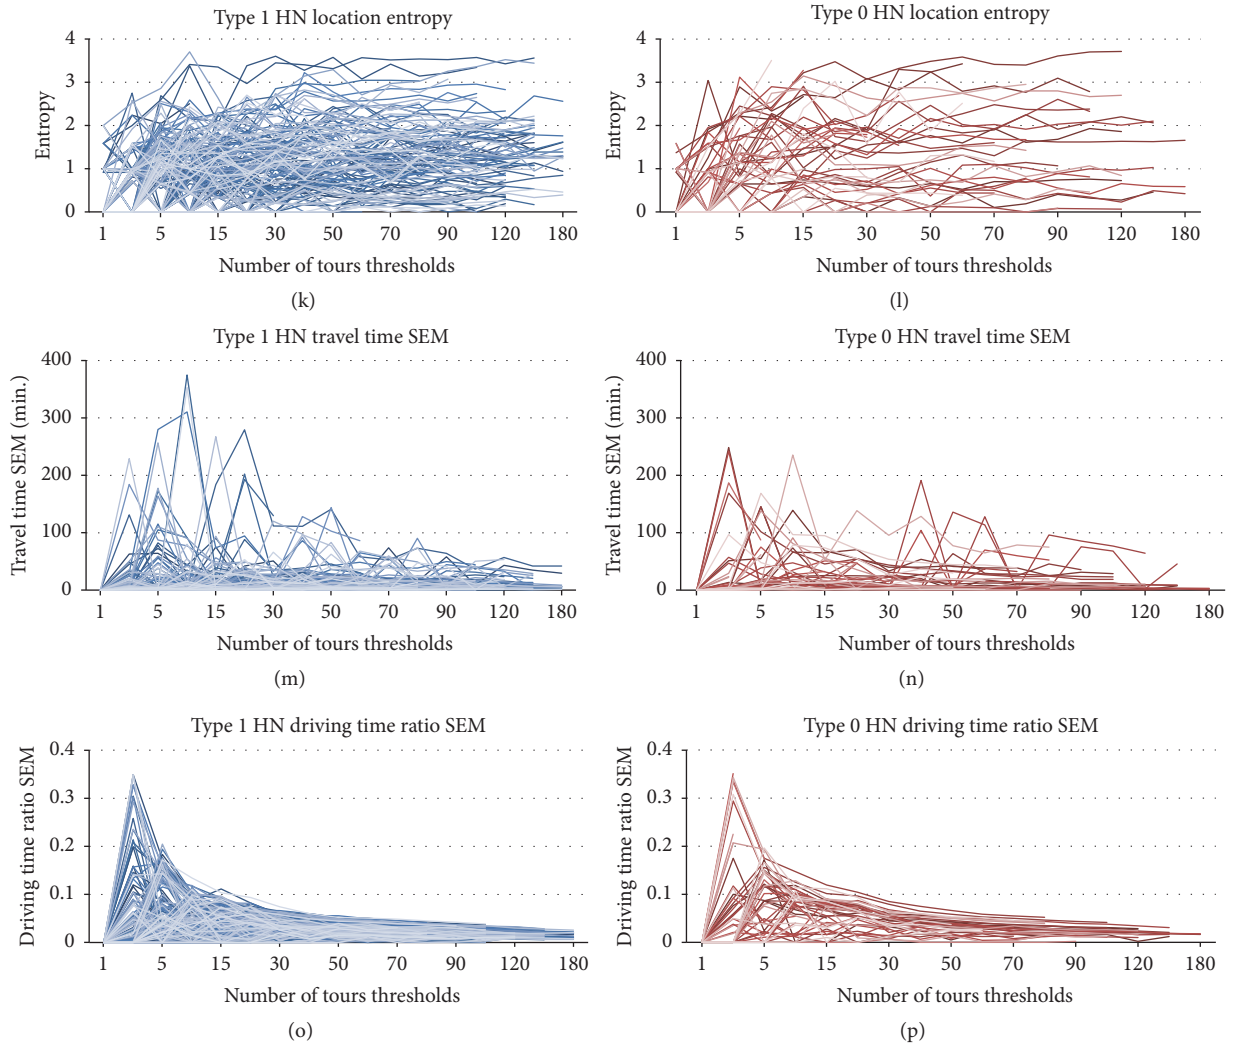 Type 1 HN location entropy
4
3
2
1
0
Entropy
1 5 15 30 50 70 90 120 180
Number of tours thresholds
(k)
Type 0 HN location entropy
4
3
2
1
0
Entropy
1 5 15 30 50 70 90 120 180
Number of tours thresholds
(l)
Type 1 HN travel time SEM
400
300
200
100
0
Travel time SEM (min.)
1 5 15 30 50 70 90 120 180
Number of tours thresholds
(m)
Type 0 HN travel time SEM
400
300
200
100
0
Travel time SEM (min.)
1 5 15 30 50 70 90 120 180
Number of tours thresholds
(n)
Type 1 HN driving time ratio SEM
0.4
0.3
0.2
0.1
0
Driving time ratio SEM
1 5 15 30 50 70 90 120 180
Number of tours thresholds
(o)
Type 0 HN driving time ratio SEM
0.4
0.3
0.2
0.1
0
Driving time ratio SEM
1 5 15 30 50 70 90 120 180
Number of tours thresholds
(p)